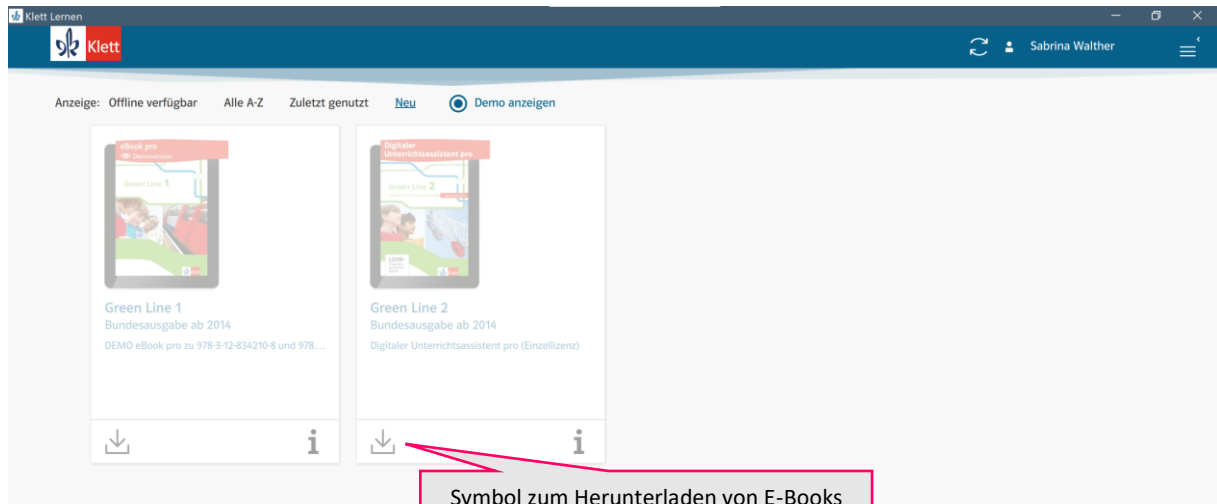 Klett Lernen
Klett
Sabrina Walther
Anzeige: Offline verfügbar Alle A-Z Zuletzt genutzt Neu Demo anzeigen
eBook pro
Demoversion
Green Line 1
Klett
Green Line 1
Bundesausgabe ab 2014
DEMO eBook pro zu 978-3-12-834210-8 und 978...
Digitaler
Unterrichtsassistent pro
Green Line 2
Klett
Green Line 2
Bundesausgabe ab 2014
Digitaler Unterrichtsassistent pro (Einzellizenz)
Symbol zum Herunterladen von E-Books